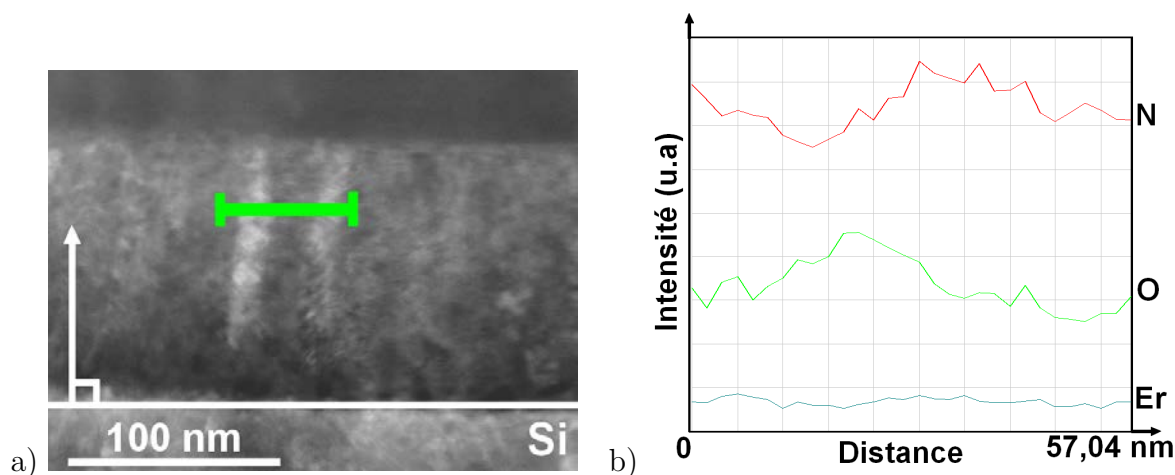 a)
100 nm
Si
b)
Intensité (u.a)
N
O
Er
0
Distance
57,04 nm